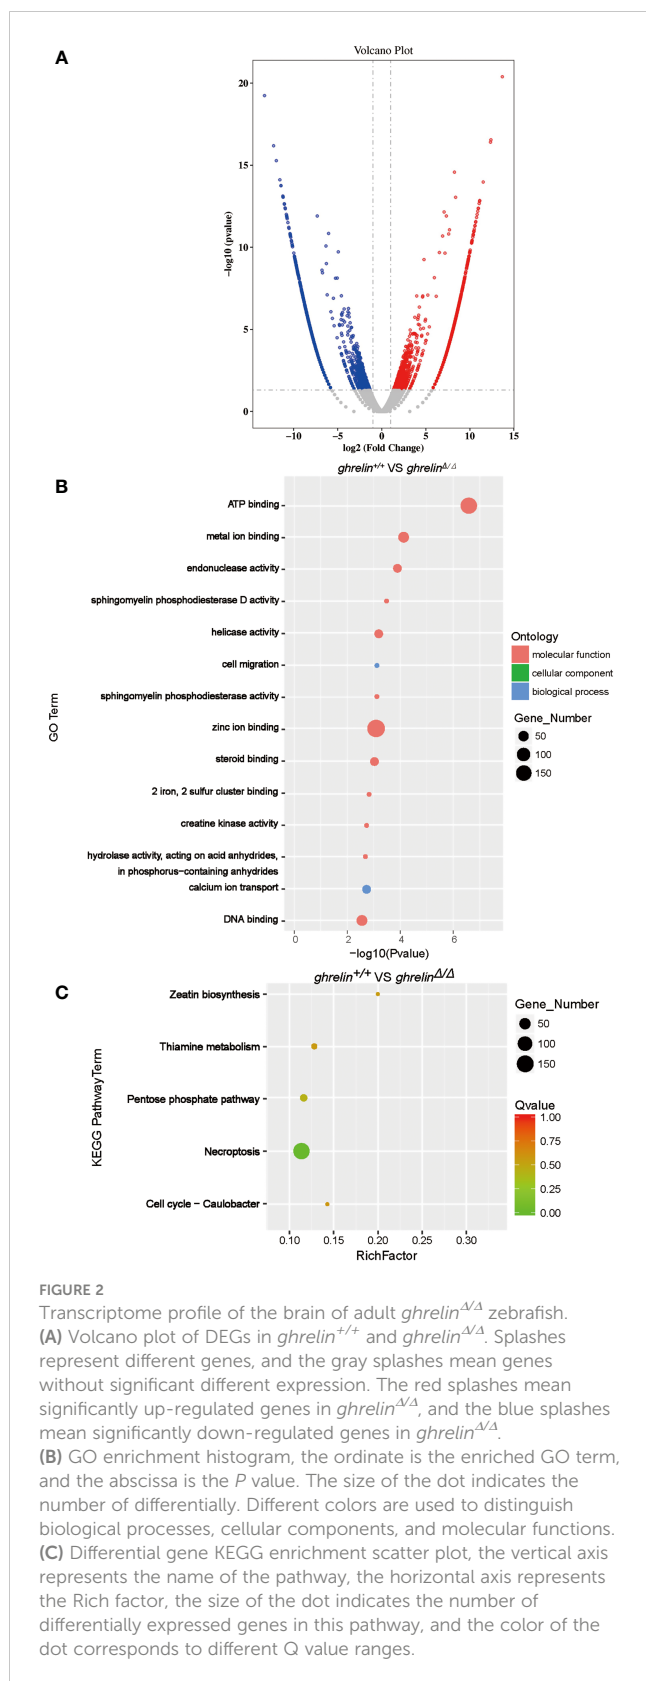 A
Volcano Plot
20
15
10
5
0
−log10 (pvalue)
−10
−5
0
5
10
15
log2 (Fold Change)
B
ghrelin+/+ VS ghrelinΔ/Δ
ATP binding
metal ion binding
endonuclease activity
sphingomyelin phosphodiesterase D activity
helicase activity
cell migration
sphingomyelin phosphodiesterase activity
zinc ion binding
steroid binding
2 iron, 2 sulfur cluster binding
creatine kinase activity
hydrolase activity, acting on acid anhydrides,
in phosphorus-containing anhydrides
calcium ion transport
DNA binding
GO Term
0
2
4
6
−log10(Pvalue)
Ontology
molecular function
cellular component
biological process
Gene_Number
50
100
150
C
ghrelin+/+ VS ghrelinΔ/Δ
Zeatin biosynthesis
Thiamine metabolism
Pentose phosphate pathway
Necroptosis
Cell cycle − Caulobacter
KEGG PathwayTerm
0.10
0.15
0.20
0.25
0.30
RichFactor
Gene_Number
50
100
150
Qvalue
1.00
0.75
0.50
0.25
0.00
FIGURE 2
Transcriptome profile of the brain of adult ghrelinΔ/Δ zebrafish.
(A) Volcano plot of DEGs in ghrelin+/+ and ghrelinΔ/Δ. Splashes
represent different genes, and the gray splashes mean genes
without significant different expression. The red splashes mean
significantly up-regulated genes in ghrelinΔ/Δ, and the blue splashes
mean significantly down-regulated genes in ghrelinΔ/Δ.
(B) GO enrichment histogram, the ordinate is the enriched GO term,
and the abscissa is the P value. The size of the dot indicates the
number of differentially. Different colors are used to distinguish
biological processes, cellular components, and molecular functions.
(C) Differential gene KEGG enrichment scatter plot, the vertical axis
represents the name of the pathway, the horizontal axis represents
the Rich factor, the size of the dot indicates the number of
differentially expressed genes in this pathway, and the color of the
dot corresponds to different Q value ranges.